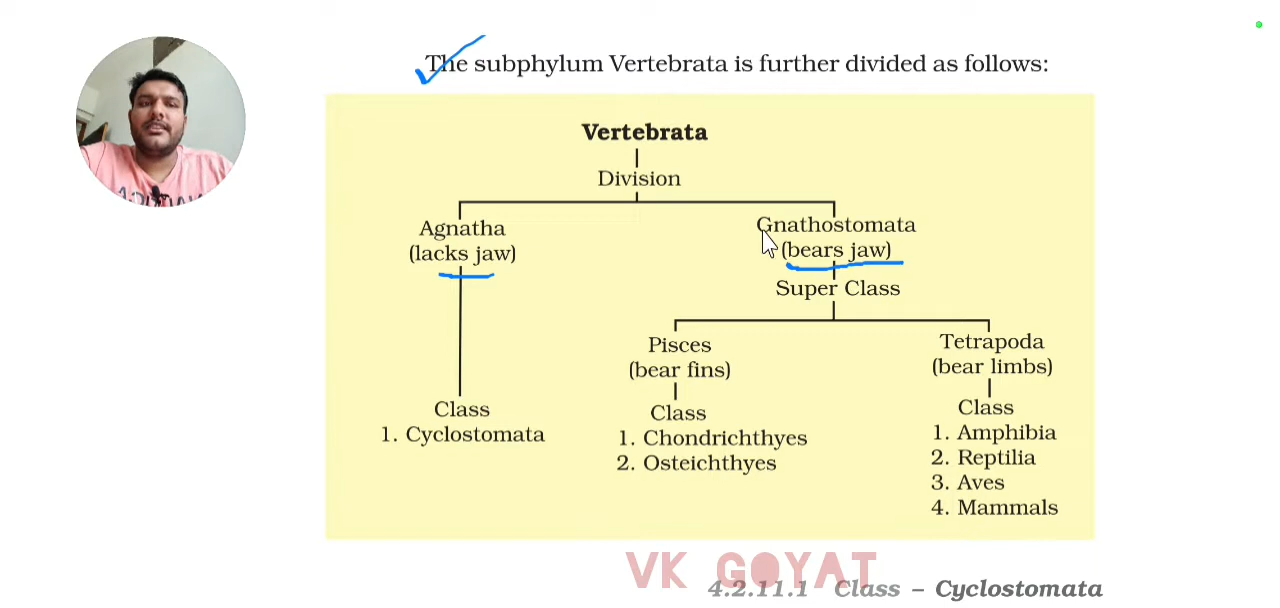 The subphylum Vertebrata is further divided as follows:
Vertebrata
Division
Agnatha
(lacks jaw)
Gnathostomata
(bears jaw)
Super Class
Pisces
(bear fins)
Tetrapoda
(bear limbs)
Class
1. Cyclostomata
Class
1. Chondrichthyes
2. Osteichthyes
Class
1. Amphibia
2. Reptilia
3. Aves
4. Mammals
VK GOYAT
4.2.11.1 Class – Cyclostomata